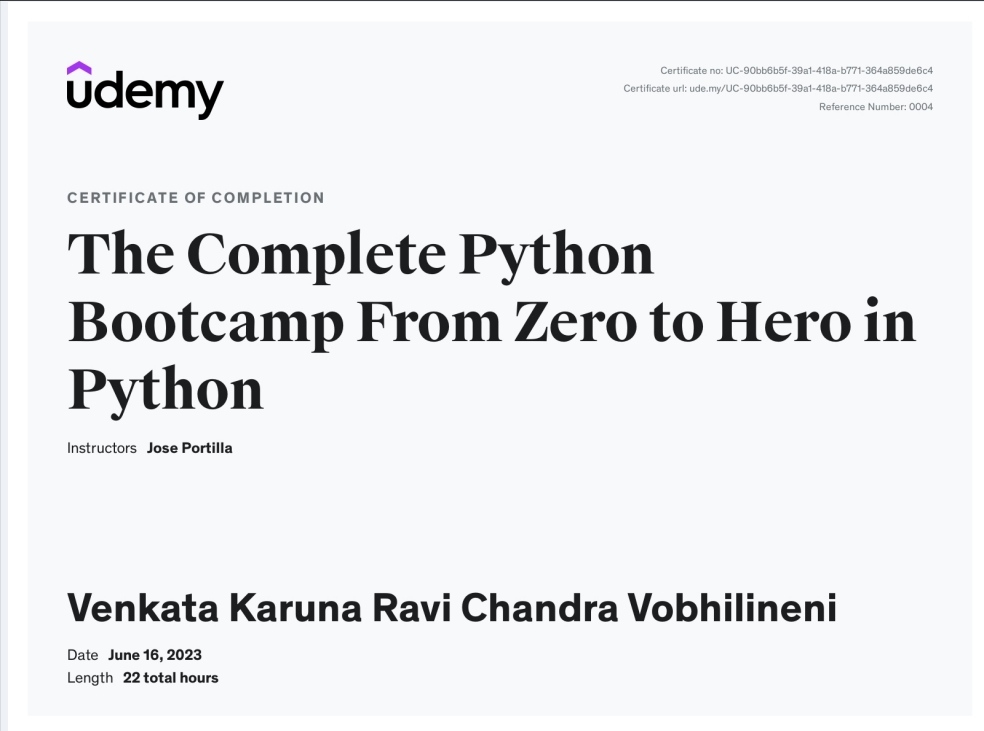 udemy
Certificate no: UC-90bb6b5f-39a1-418a-b771-364a859de6c4
Certificate url: ude.my/UC-90bb6b5f-39a1-418a-b771-364a859de6c4
Reference Number: 0004
CERTIFICATE OF COMPLETION
The Complete Python
Bootcamp From Zero to Hero in
Python
Instructors Jose Portilla
Venkata Karuna Ravi Chandra Vobhilineni
Date June 16, 2023
Length 22 total hours